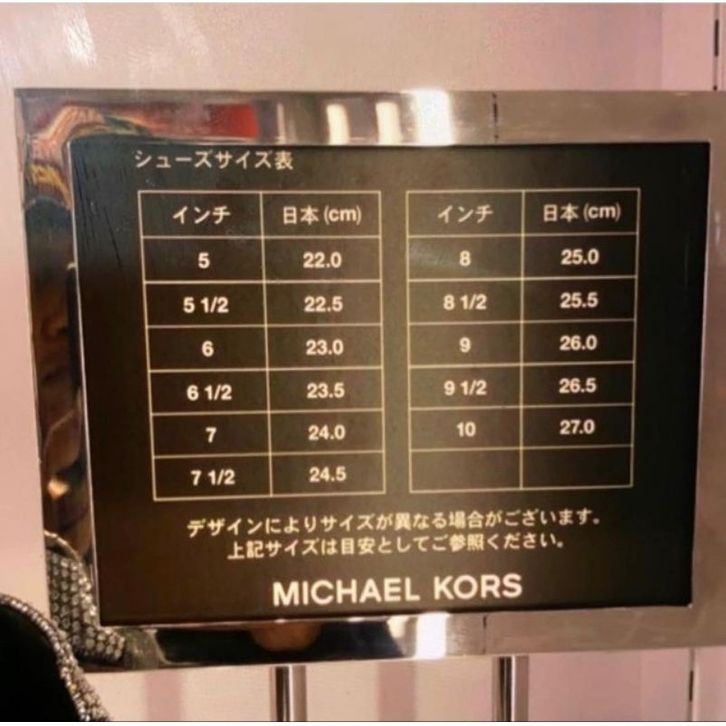 シューズサイズ表
インチ 日本 (cm) インチ 日本 (cm)
5 22.0 8 25.0
5 1/2 22.5 8 1/2 25.5
6 23.0 9 26.0
6 1/2 23.5 9 1/2 26.5
7 24.0 10 27.0
7 1/2 24.5
デザインによりサイズが異なる場合がございます。
上記サイズは目安としてご参照ください。
MICHAEL KORS